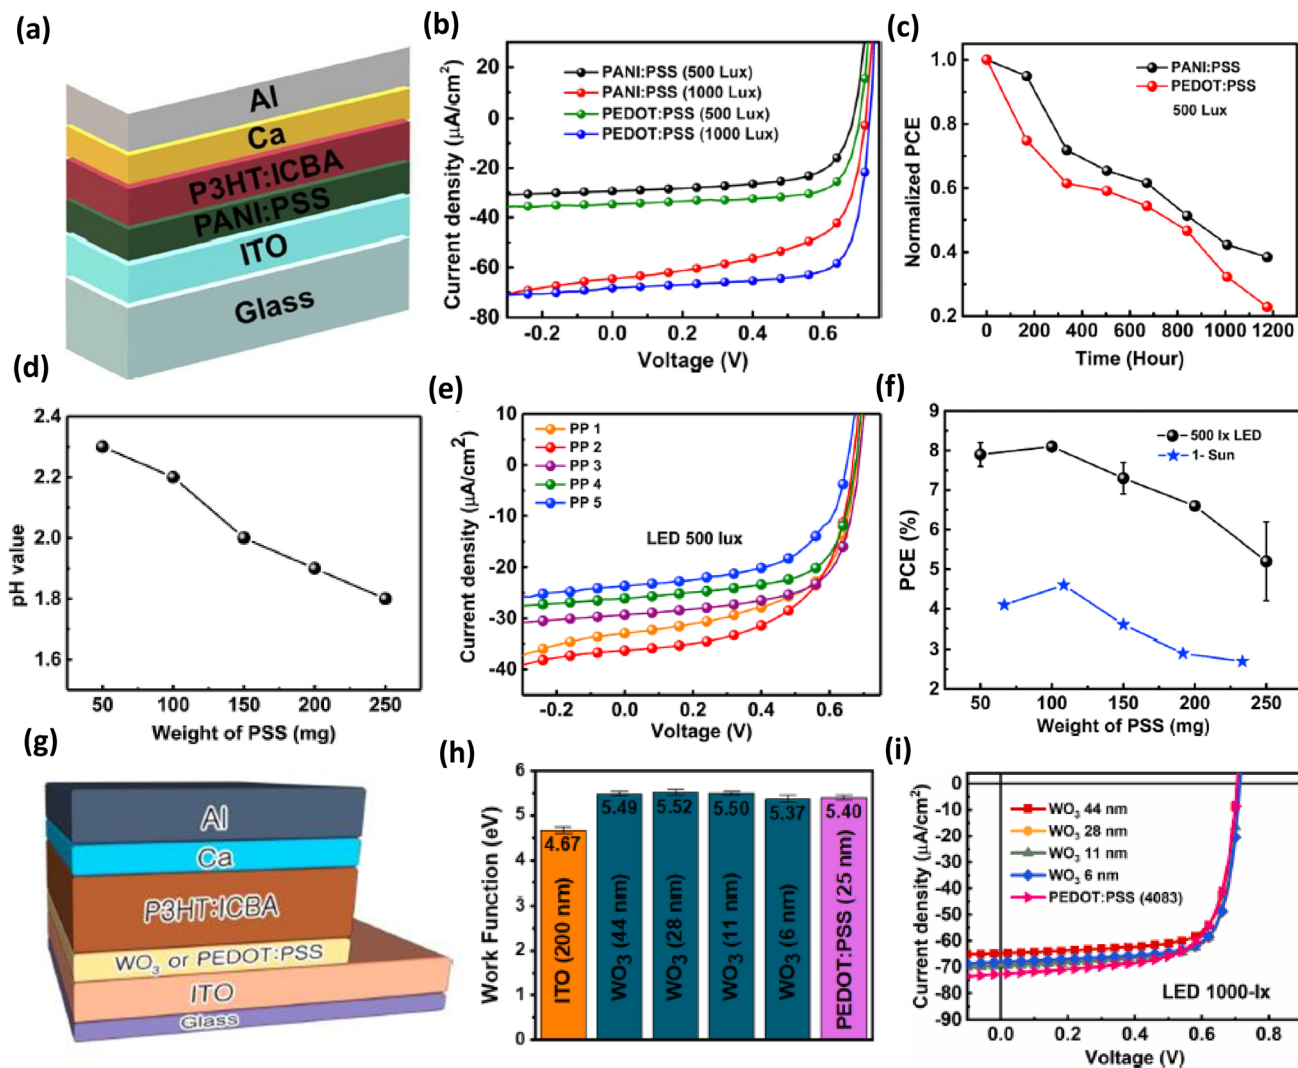 (a)
Al
Ca
P3HT:ICBA
PANI:PSS
ITO
Glass
(b)
Current density (µA/cm²)
20
0
-20
-40
-60
-80
PANI:PSS (500 Lux)
PANI:PSS (1000 Lux)
PEDOT:PSS (500 Lux)
PEDOT:PSS (1000 Lux)
-0.2 0.0 0.2 0.4 0.6
Voltage (V)
(c)
Normalized PCE
1.0
0.8
0.6
0.4
0.2
PANI:PSS
PEDOT:PSS
500 Lux
0 200 400 600 800 1000 1200
Time (Hour)
(d)
pH value
2.4
2.2
2.0
1.8
1.6
50 100 150 200 250
Weight of PSS (mg)
(e)
Current density (µA/cm²)
10
0
-10
-20
-30
-40
PP 1
PP 2
PP 3
PP 4
PP 5
LED 500 lux
-0.2 0.0 0.2 0.4 0.6
Voltage (V)
(f)
PCE (%)
9
8
7
6
5
4
3
2
500 lx LED
1- Sun
50 100 150 200 250
Weight of PSS (mg)
(g)
Al
Ca
P3HT:ICBA
WO₃ or PEDOT:PSS
ITO
Glass
(h)
Work Function (eV)
6
5
4
3
2
1
0
4.67
5.49
5.52
5.50
5.37
5.40
ITO (200 nm)
WO₃ (44 nm)
WO₃ (28 nm)
WO₃ (11 nm)
WO₃ (6 nm)
PEDOT:PSS (25 nm)
(i)
Current density (µA/cm²)
0
-10
-20
-30
-40
-50
-60
-70
-80
-90
WO₃ 44 nm
WO₃ 28 nm
WO₃ 11 nm
WO₃ 6 nm
PEDOT:PSS (4083)
LED 1000-lx
0.0 0.2 0.4 0.6 0.8
Voltage (V)